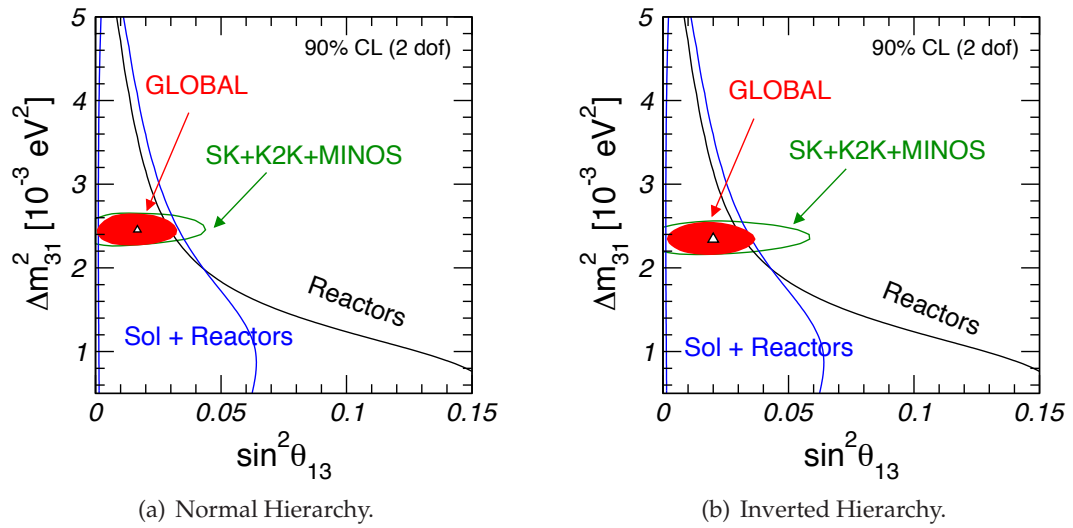 5
4
3
2
1
0
0.05
0.1
0.15
Δm²₃₁ [10⁻³ eV²]
sin²θ₁₃
90% CL (2 dof)
GLOBAL
SK+K2K+MINOS
Reactors
Sol + Reactors
(a) Normal Hierarchy.
5
4
3
2
1
0
0.05
0.1
0.15
Δm²₃₁ [10⁻³ eV²]
sin²θ₁₃
90% CL (2 dof)
GLOBAL
SK+K2K+MINOS
Reactors
Sol + Reactors
(b) Inverted Hierarchy.